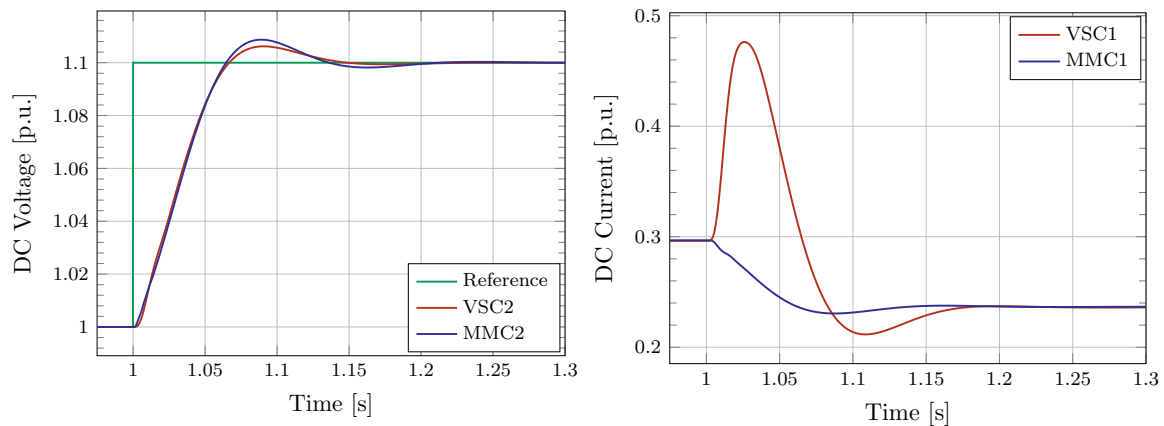 1.1
1.08
1.06
1.04
1.02
1
DC Voltage [p.u.]
Reference
VSC2
MMC2
1 1.05 1.1 1.15 1.2 1.25 1.3
Time [s]
0.5
0.4
0.3
0.2
DC Current [p.u.]
VSC1
MMC1
1 1.05 1.1 1.15 1.2 1.25 1.3
Time [s]